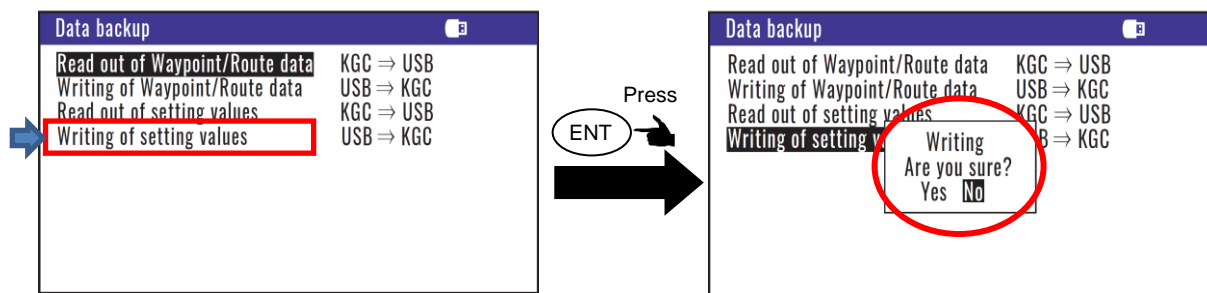 Data backup
Read out of Waypoint/Route data KGC ⇒ USB
Writing of Waypoint/Route data USB ⇒ KGC
Read out of setting values KGC ⇒ USB
Writing of setting values USB ⇒ KGC
Press
ENT
Data backup
Read out of Waypoint/Route data KGC ⇒ USB
Writing of Waypoint/Route data USB ⇒ KGC
Read out of setting values KGC ⇒ USB
Writing of setting ⇒ KGC
Writing
Are you sure?
Yes No